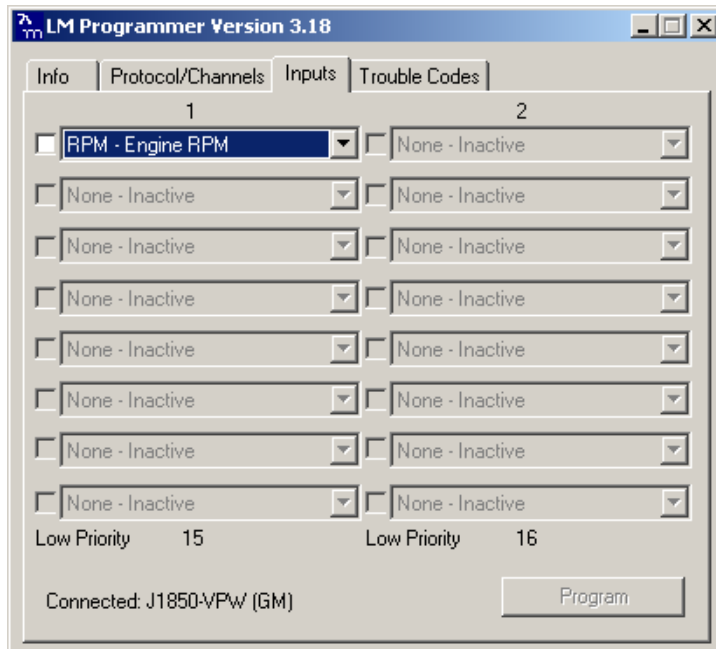 LM Programmer Version 3.18
Info Protocol/Channels Inputs Trouble Codes
1 2
RPM - Engine RPM None - Inactive
None - Inactive None - Inactive
None - Inactive None - Inactive
None - Inactive None - Inactive
None - Inactive None - Inactive
None - Inactive None - Inactive
None - Inactive None - Inactive
None - Inactive None - Inactive
Low Priority 15 Low Priority 16
Connected: J1850-VPW (GM) Program